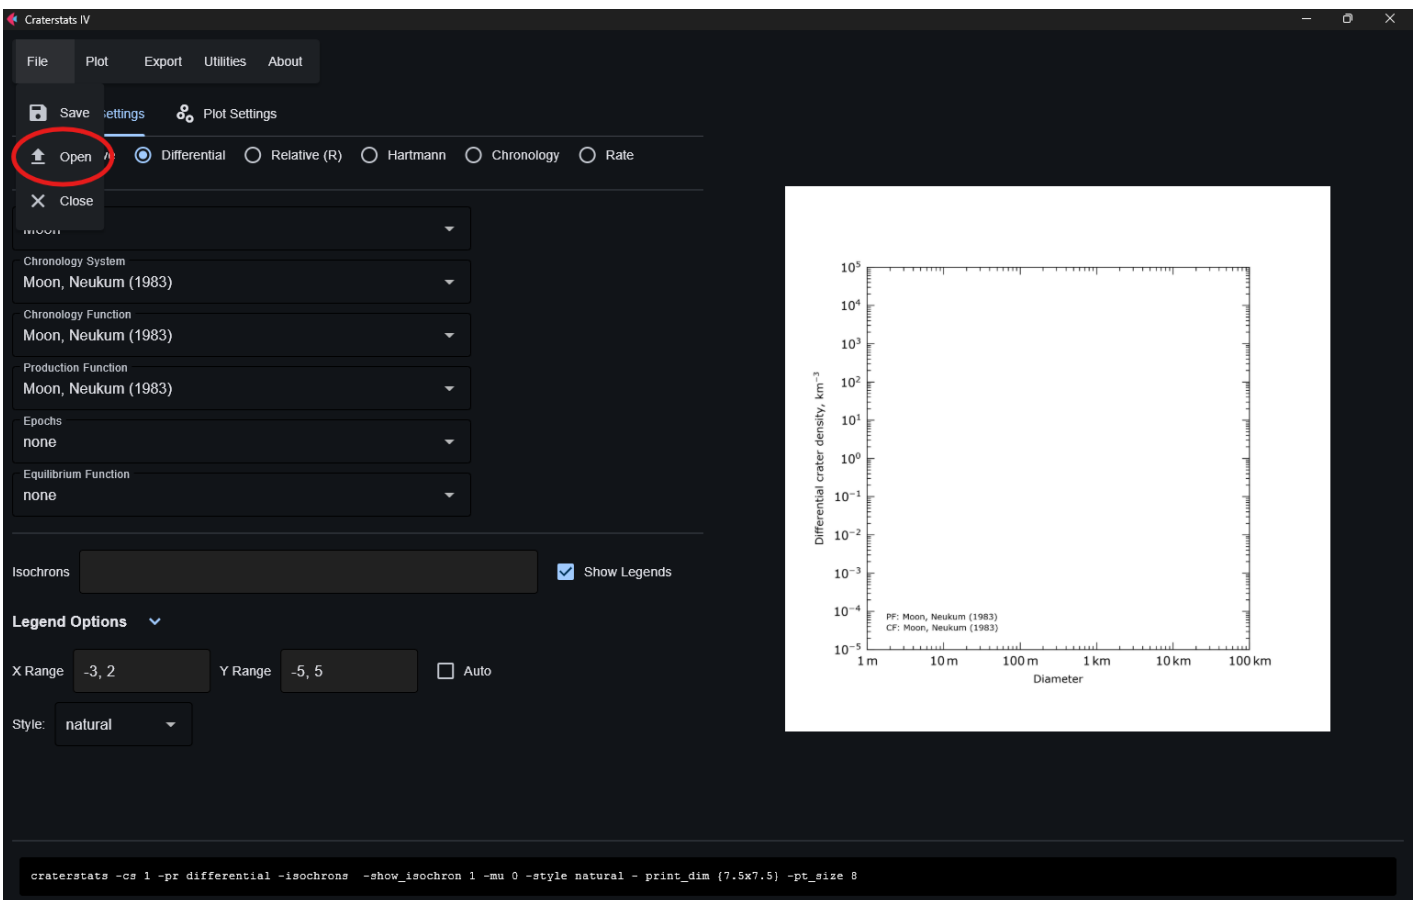 Craterstats IV
File Plot Export Utilities About
Save ettings Plot Settings
Open ve Differential Relative (R) Hartmann Chronology Rate
Close
Moon
Chronology System
Moon, Neukum (1983)
Chronology Function
Moon, Neukum (1983)
Production Function
Moon, Neukum (1983)
Epochs
none
Equilibrium Function
none
Isochrons Show Legends
Legend Options
X Range -3, 2 Y Range -5, 5 Auto
Style: natural
10⁵
10⁴
10³
10²
10¹
10⁰
10⁻¹
10⁻²
10⁻³
10⁻⁴
10⁻⁵
Differential crater density, km⁻³
PF: Moon, Neukum (1983)
CF: Moon, Neukum (1983)
1 m 10 m 100 m 1 km 10 km 100 km
Diameter
craterstats -cs 1 -pr differential -isochrons -show_isochron 1 -mu 0 -style natural - print_dim {7.5x7.5} -pt_size 8